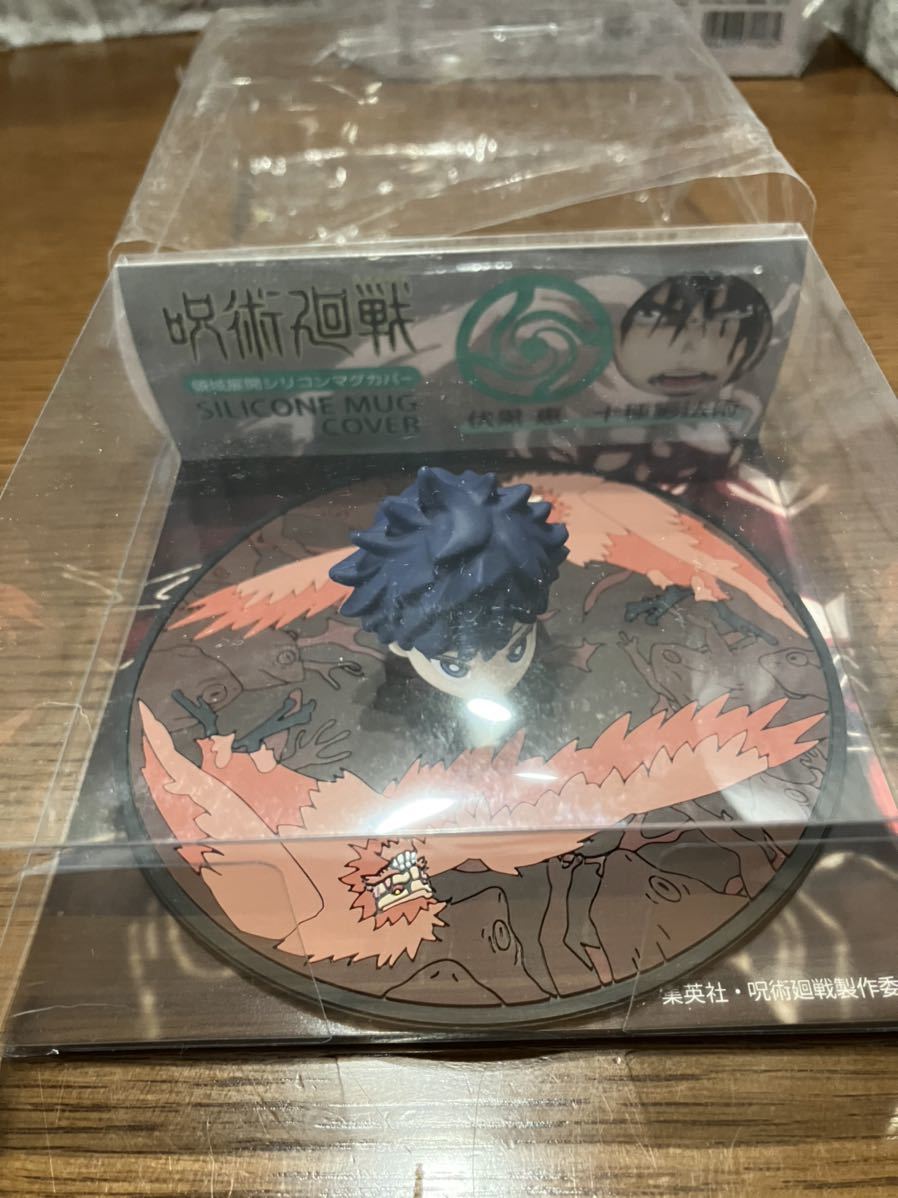 呪術廻戦
領域展開シリコンマグカバー
SILICONE MUG
COVER
伏黒 恵 十種影法術
集英社・呪術廻戦製作委